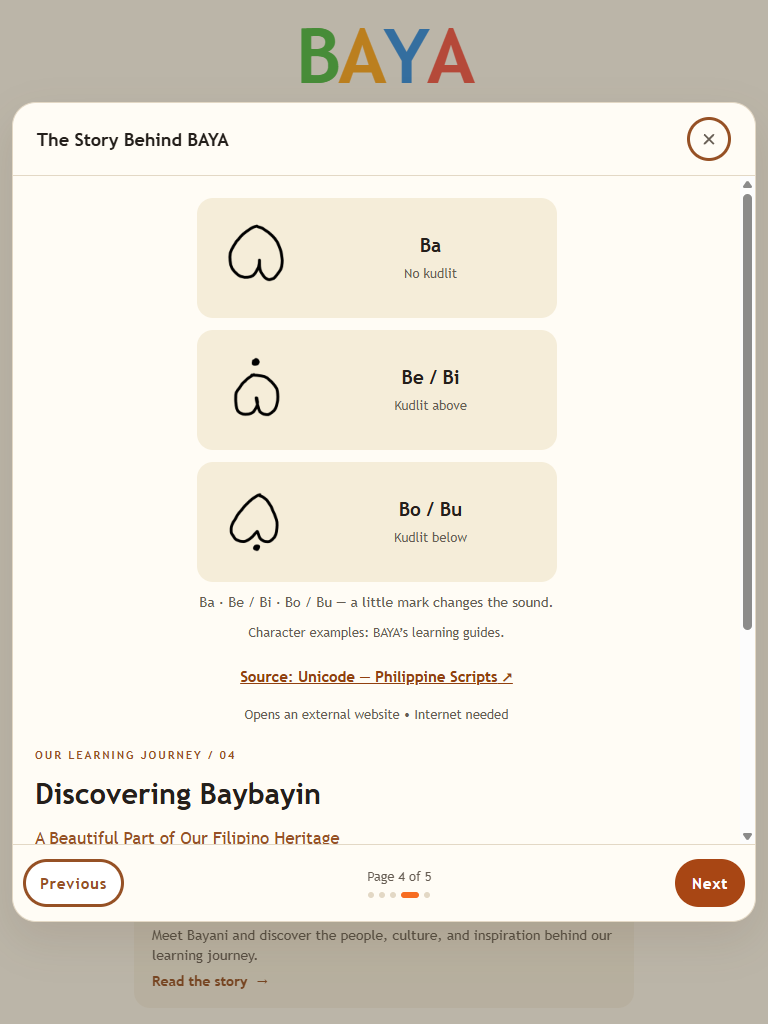 BAYA
The Story Behind BAYA
×
ᜊ
Ba
No kudlit
ᜊᜒ
Be / Bi
Kudlit above
ᜊᜓ
Bo / Bu
Kudlit below
Ba · Be / Bi · Bo / Bu — a little mark changes the sound.
Character examples: BAYA’s learning guides.
Source: Unicode — Philippine Scripts ↗
Opens an external website • Internet needed
OUR LEARNING JOURNEY / 04
Discovering Baybayin
A Beautiful Part of Our Filipino Heritage
Previous
Page 4 of 5
Next
Meet Bayani and discover the people, culture, and inspiration behind our
learning journey.
Read the story →